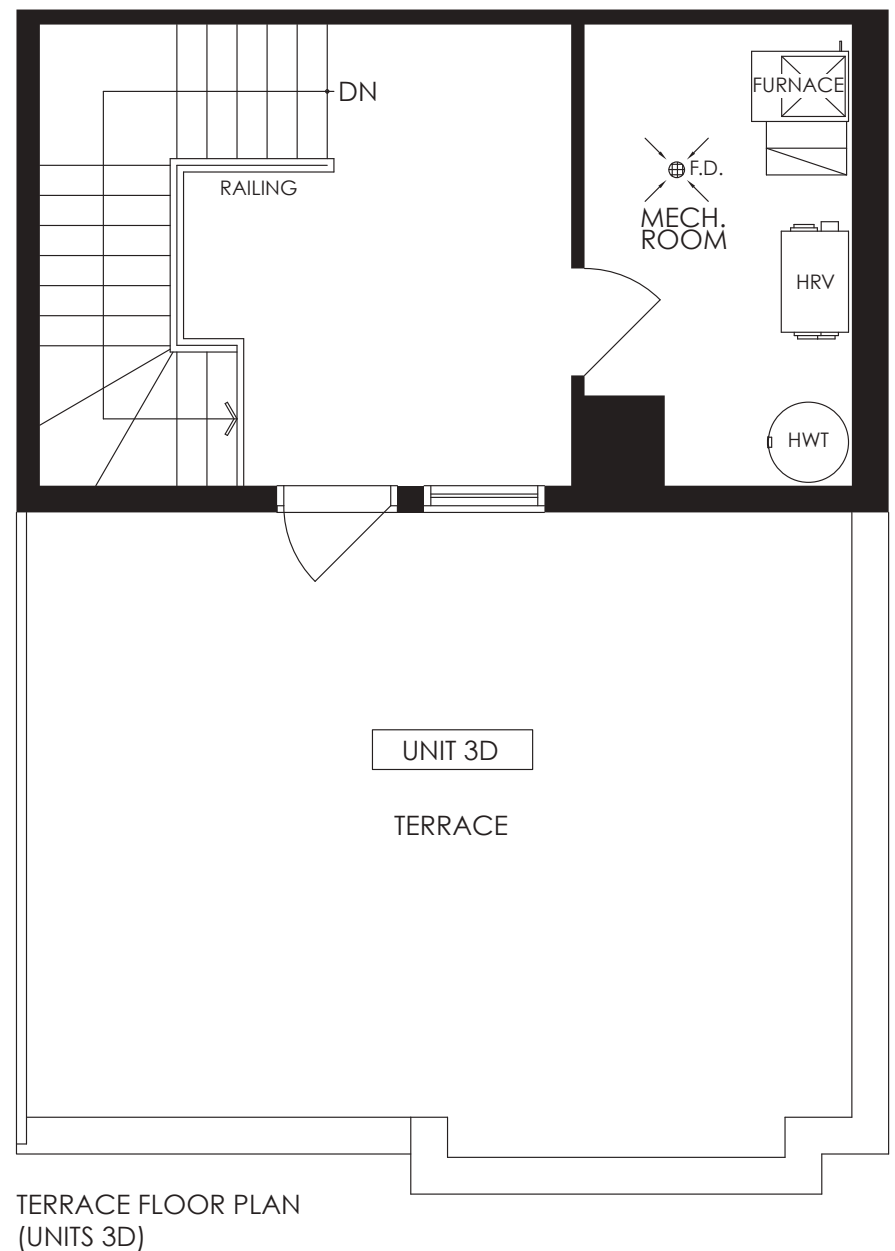 FURNACE
DN
F.D.
RAILING
MECH.
ROOM
HRV
HWT
UNIT 3D
TERRACE
TERRACE FLOOR PLAN
(UNITS 3D)